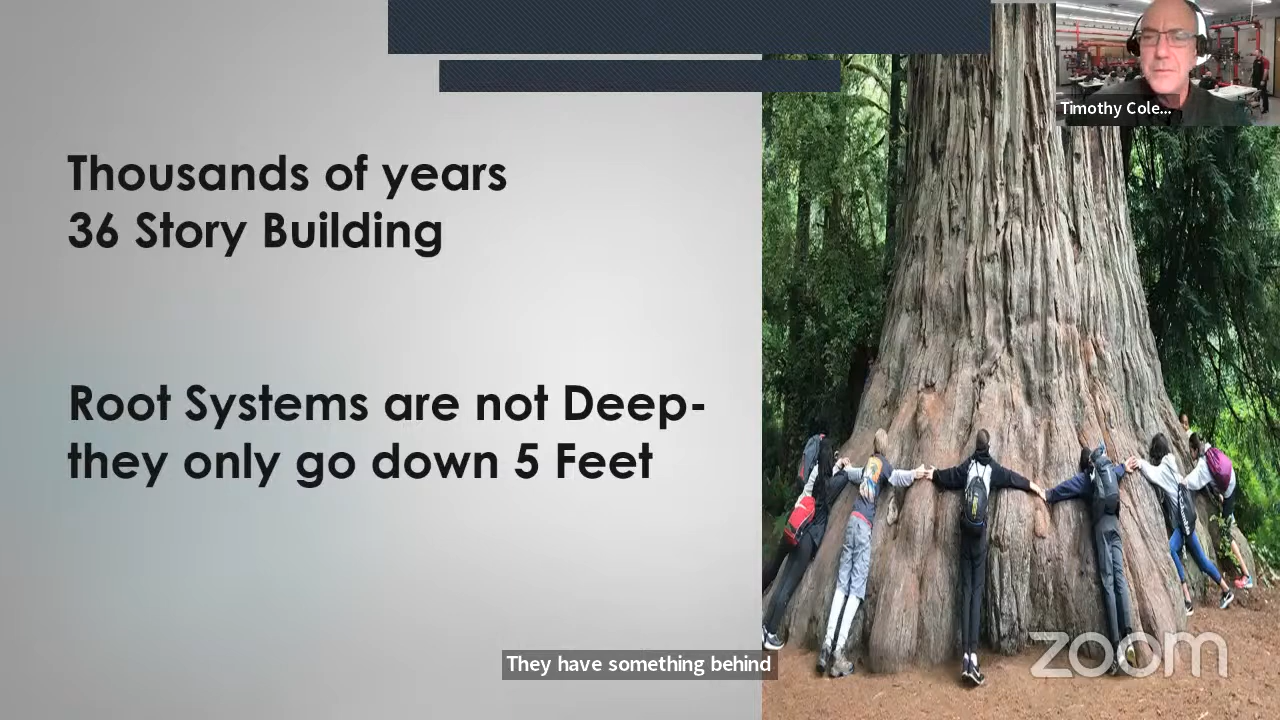 Timothy Cole...
Thousands of years
36 Story Building
Root Systems are not Deep-
they only go down 5 Feet
They have something behind
zoom